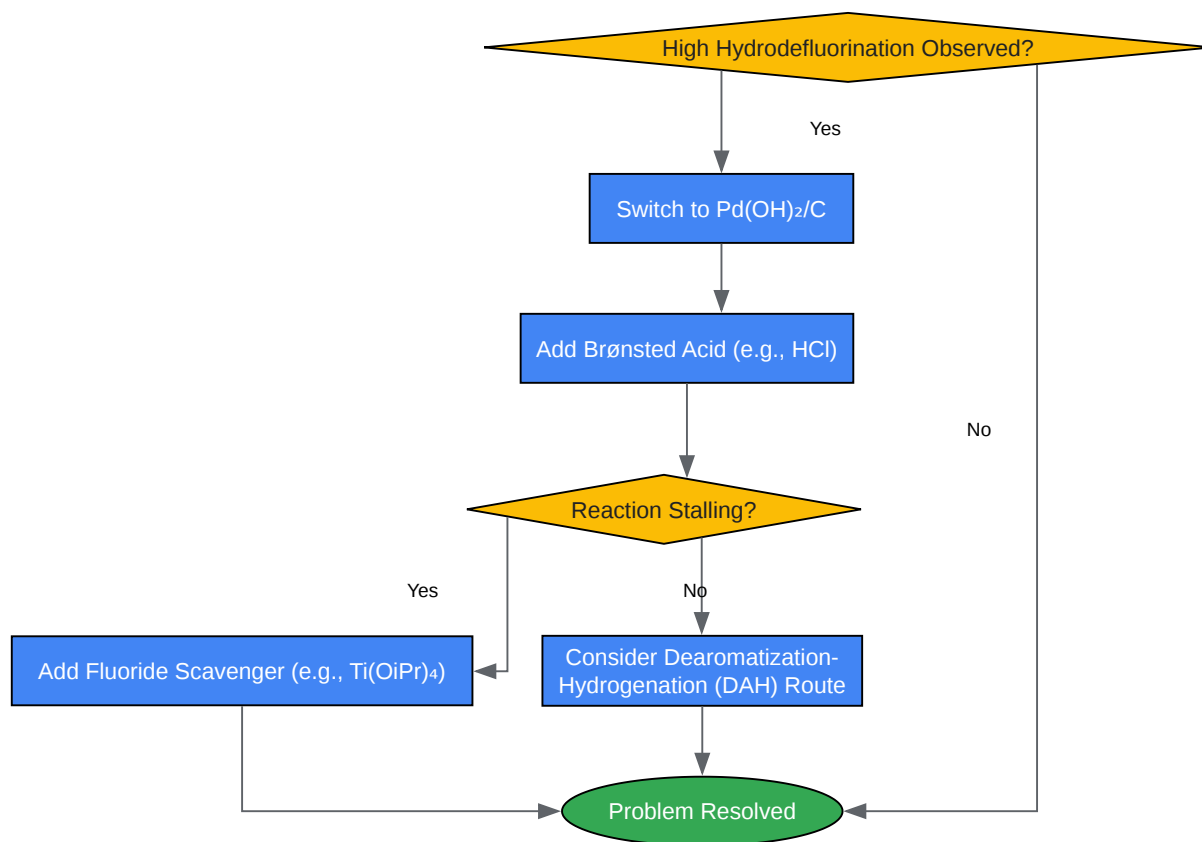 High Hydrodefluorination Observed?
Yes
Switch to Pd(OH)₂/C
Add Brønsted Acid (e.g., HCl)
No
Reaction Stalling?
Yes
No
Add Fluoride Scavenger (e.g., Ti(OiPr)₄)
Consider Dearomatization-
Hydrogenation (DAH) Route
Problem Resolved